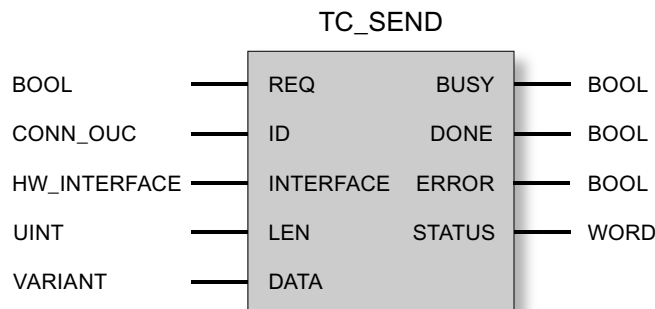 TC_SEND
BOOL REQ BUSY BOOL
CONN_OUC ID DONE BOOL
HW_INTERFACE INTERFACE ERROR BOOL
UINT LEN STATUS WORD
VARIANT DATA